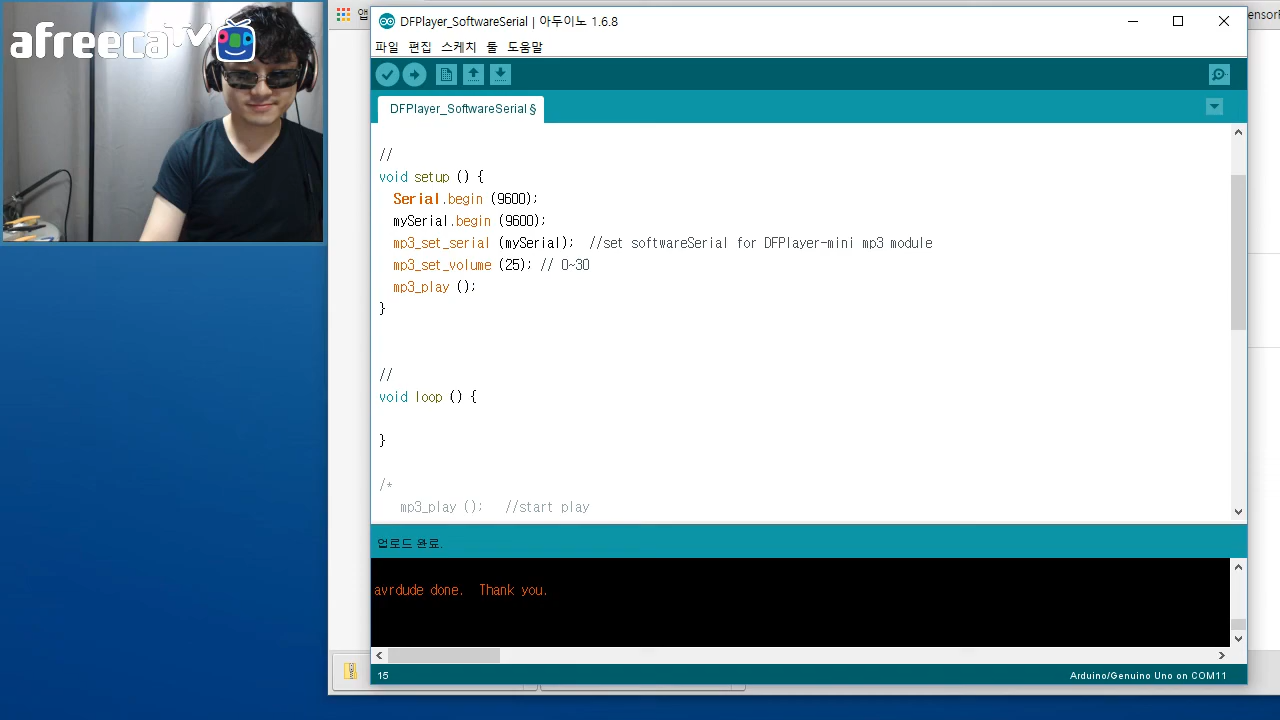 afreecaTV
앱
DFPlayer_SoftwareSerial | 아두이노 1.6.8
ensori
파일 편집 스케치 툴 도움말
DFPlayer_SoftwareSerial §
//
void setup () {
Serial.begin (9600);
mySerial.begin (9600);
mp3_set_serial (mySerial);  //set softwareSerial for DFPlayer-mini mp3 module
mp3_set_volume (25); // 0~30
mp3_play ();
}
//
void loop () {
}
/*
mp3_play ();   //start play
업로드 완료.
avrdude done.  Thank you.
15
Arduino/Genuino Uno on COM11